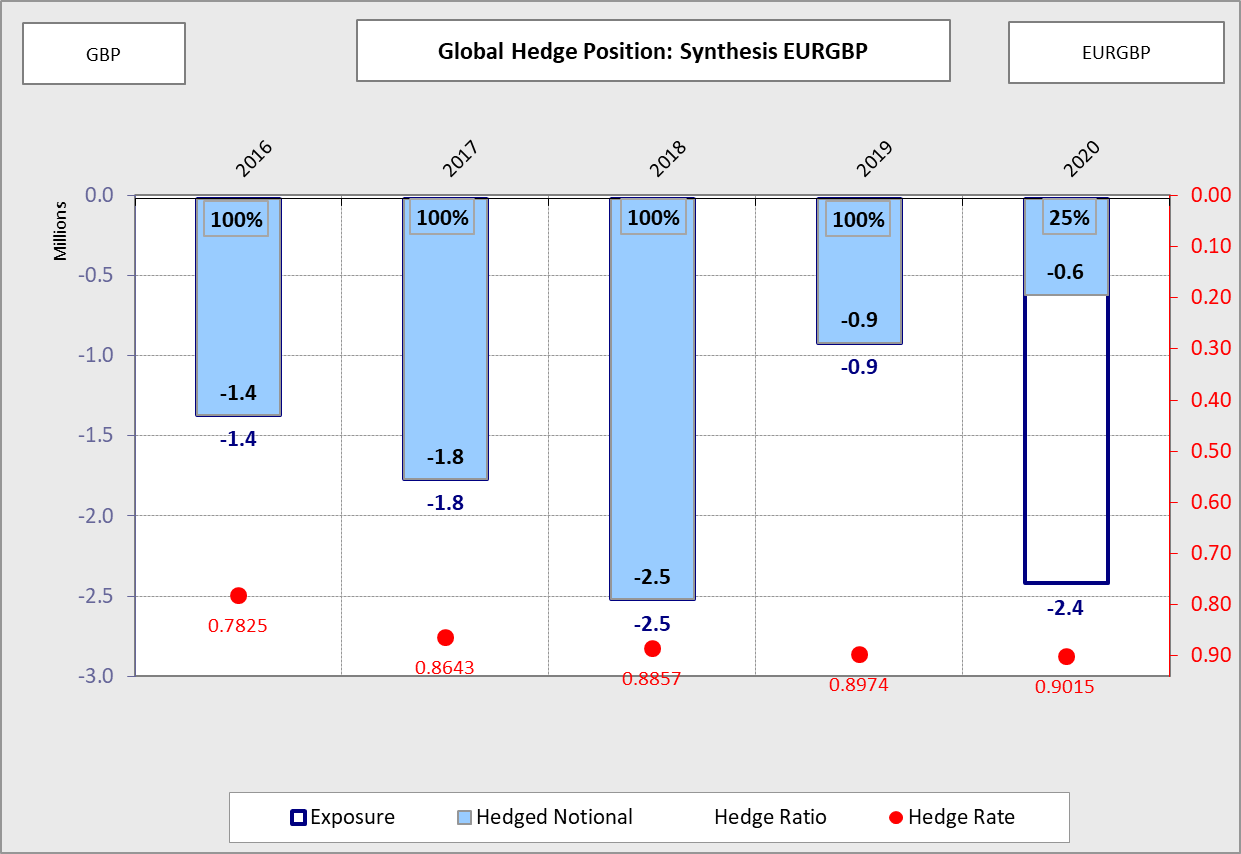 GBP
Global Hedge Position: Synthesis EURGBP
EURGBP
2016 2017 2018 2019 2020
Millions
0.0 100% 100% 100% 100% 25% 0.00
0.10
-0.5 -0.6
0.20
0.30
-0.9
-1.0 -0.9
0.40
-1.4
-1.5 -1.4 -1.8 0.50
-1.8
-2.0 0.60
0.70
-2.5
-2.5 -2.4 0.80
0.7825 -2.5
0.8643 0.8857 0.8974 0.9015 0.90
-3.0
Exposure Hedged Notional Hedge Ratio Hedge Rate